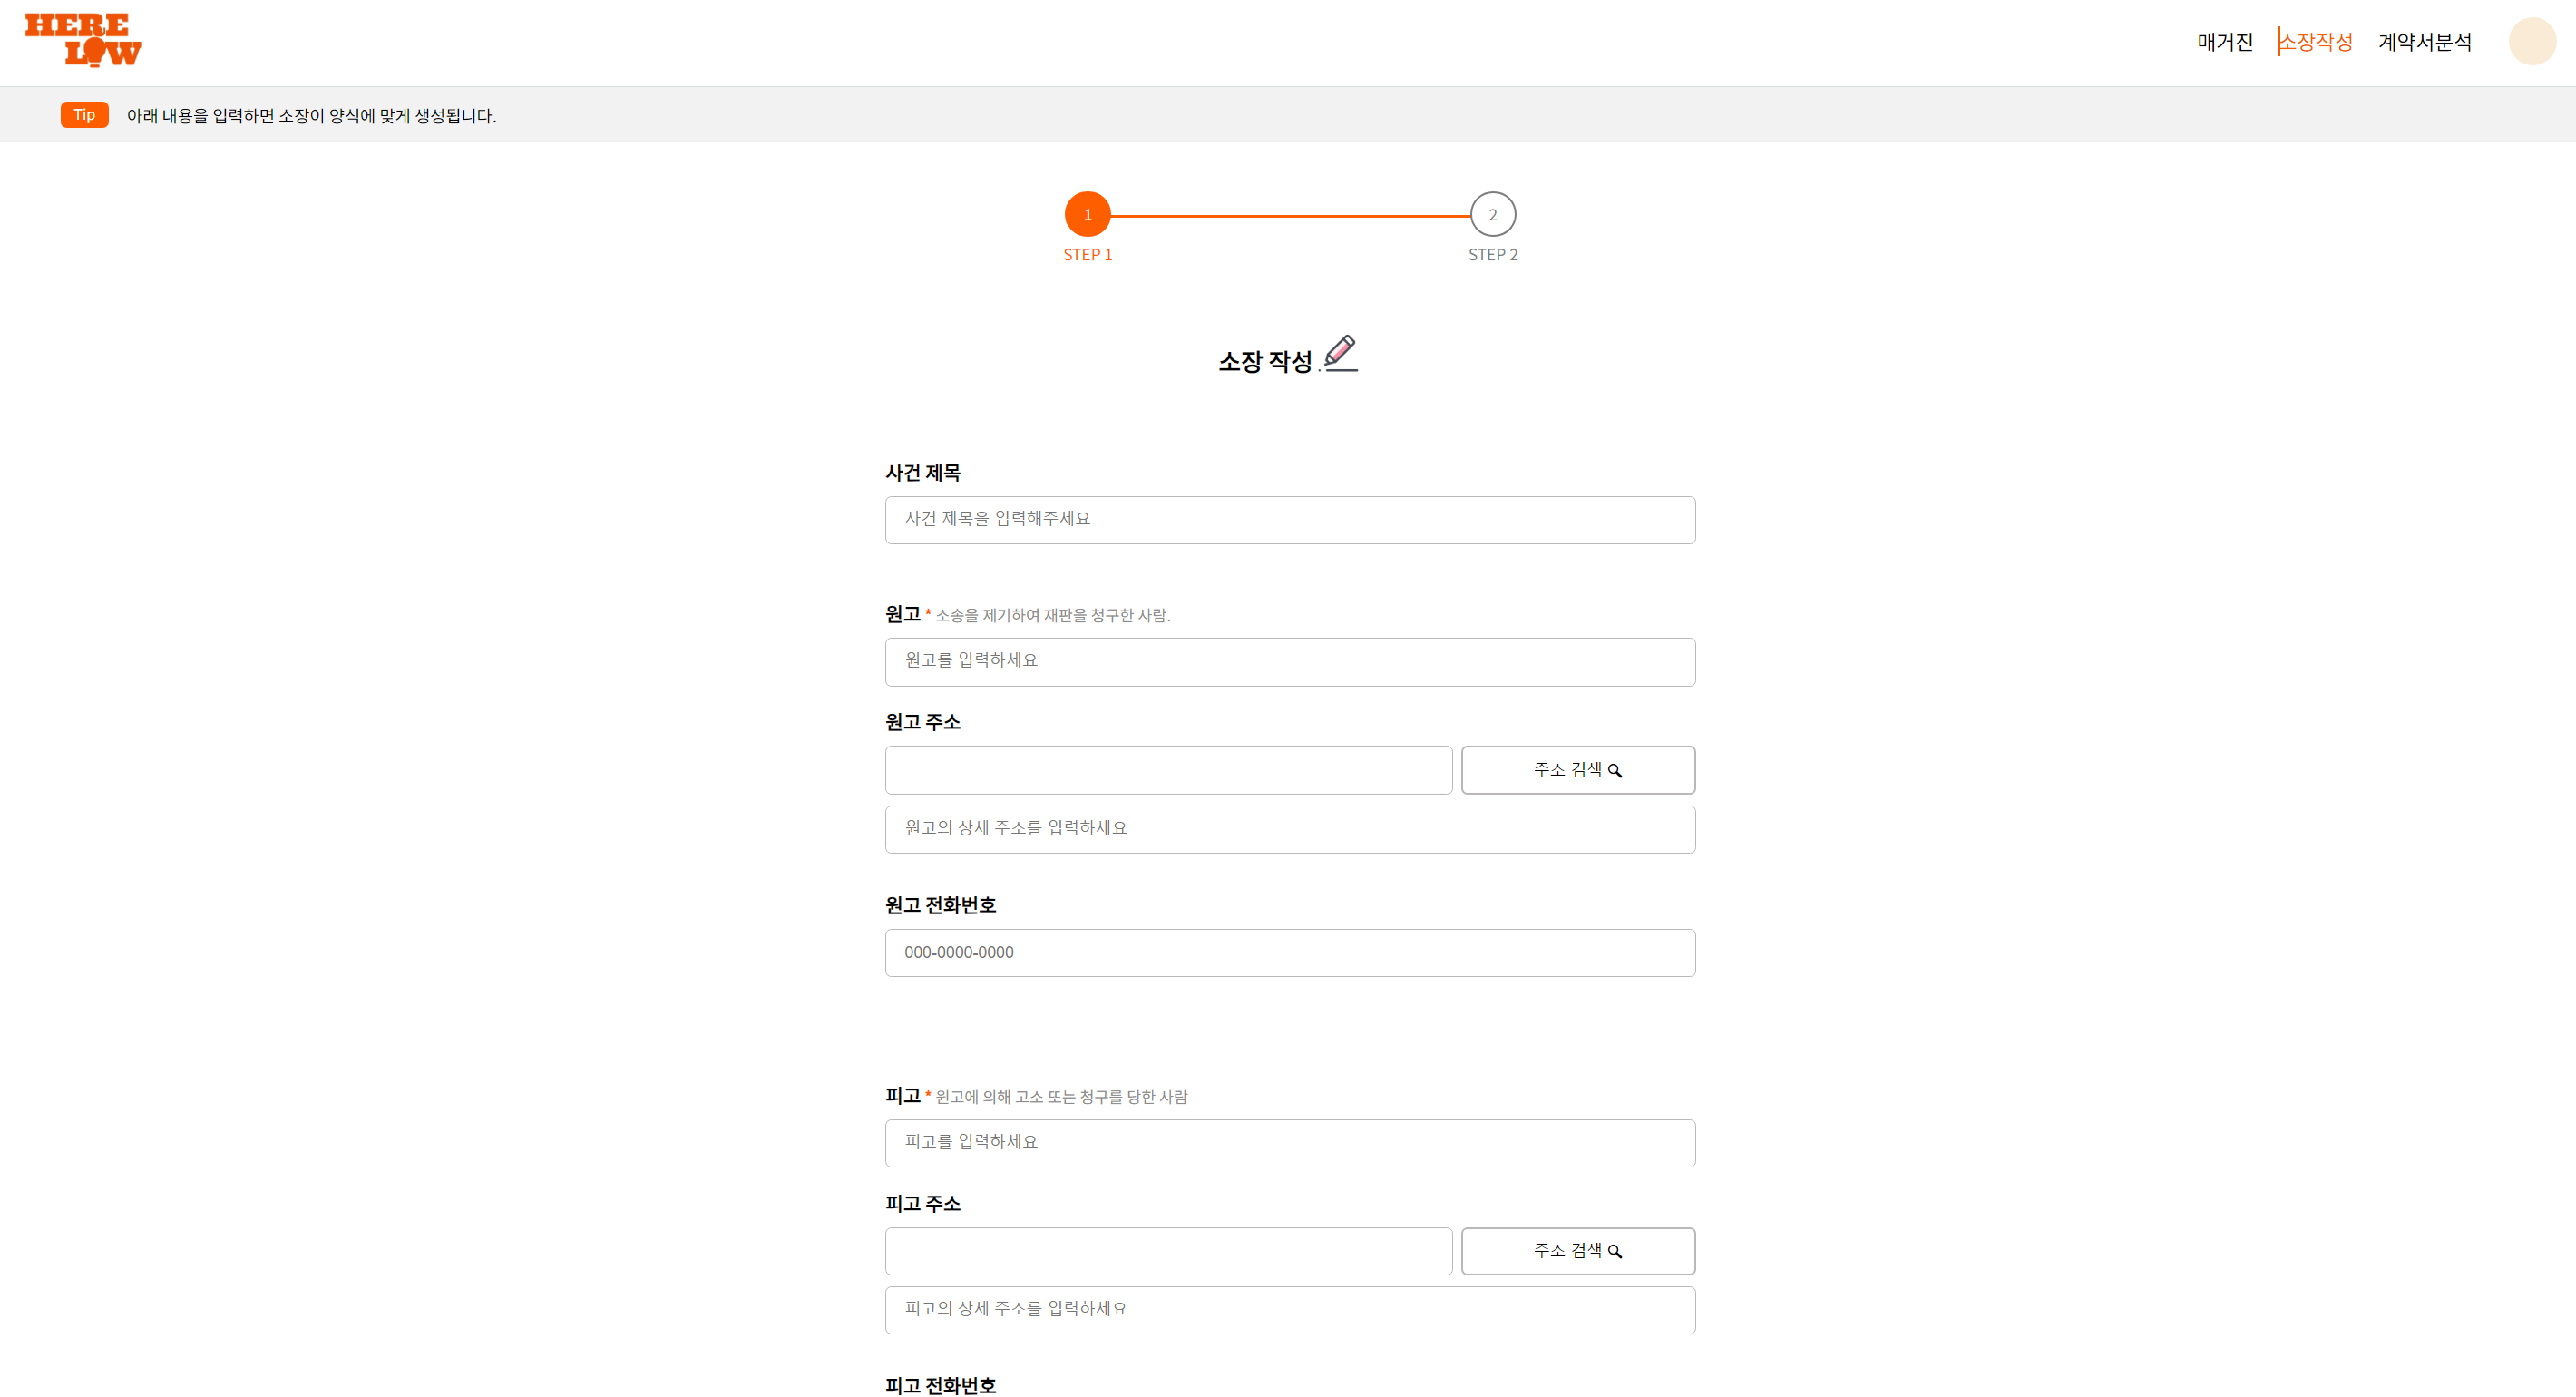 HERE
LOW
매거진 소장작성 계약서분석
Tip 아래 내용을 입력하면 소장이 양식에 맞게 생성됩니다.
1 2
STEP 1 STEP 2
소장 작성
사건 제목
사건 제목을 입력해주세요
원고 * 소송을 제기하여 재판을 청구한 사람.
원고를 입력하세요
원고 주소
주소 검색
원고의 상세 주소를 입력하세요
원고 전화번호
000-0000-0000
피고 * 원고에 의해 고소 또는 청구를 당한 사람
피고를 입력하세요
피고 주소
주소 검색
피고의 상세 주소를 입력하세요
피고 전화번호